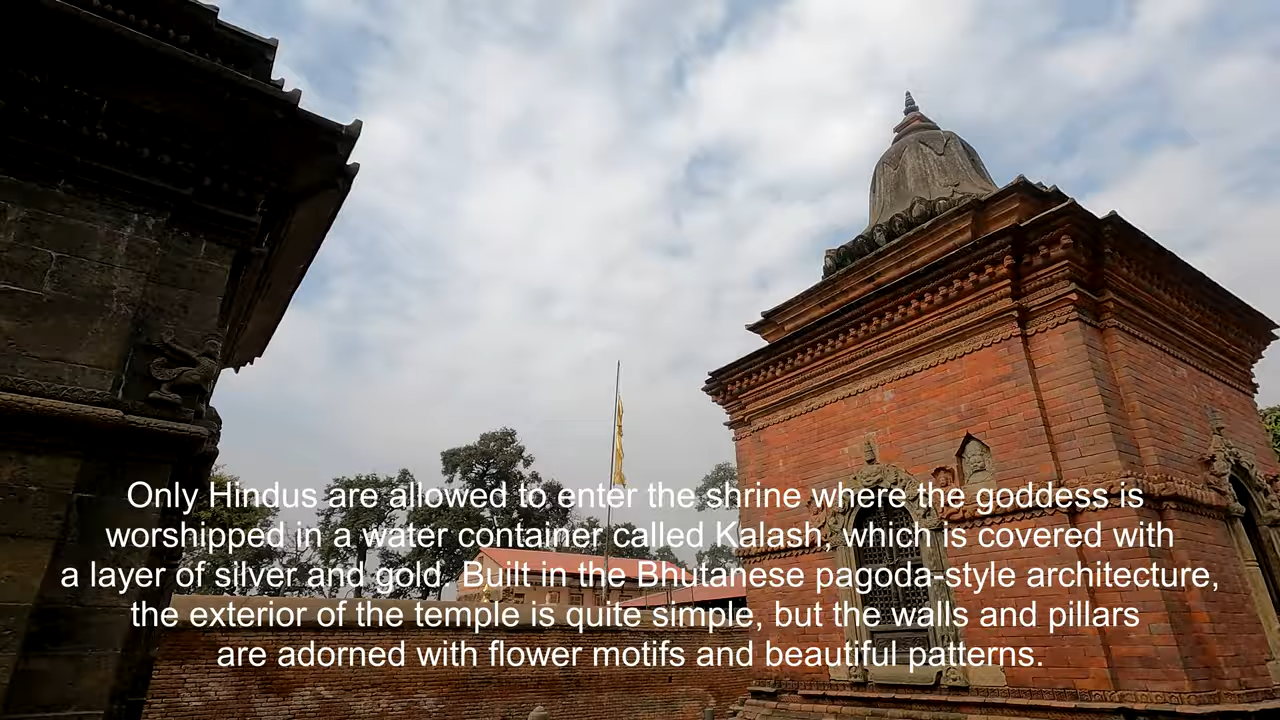 Only Hindus are allowed to enter the shrine where the goddess is
worshipped in a water container called Kalash, which is covered with
a layer of silver and gold. Built in the Bhutanese pagoda-style architecture,
the exterior of the temple is quite simple, but the walls and pillars
are adorned with flower motifs and beautiful patterns.